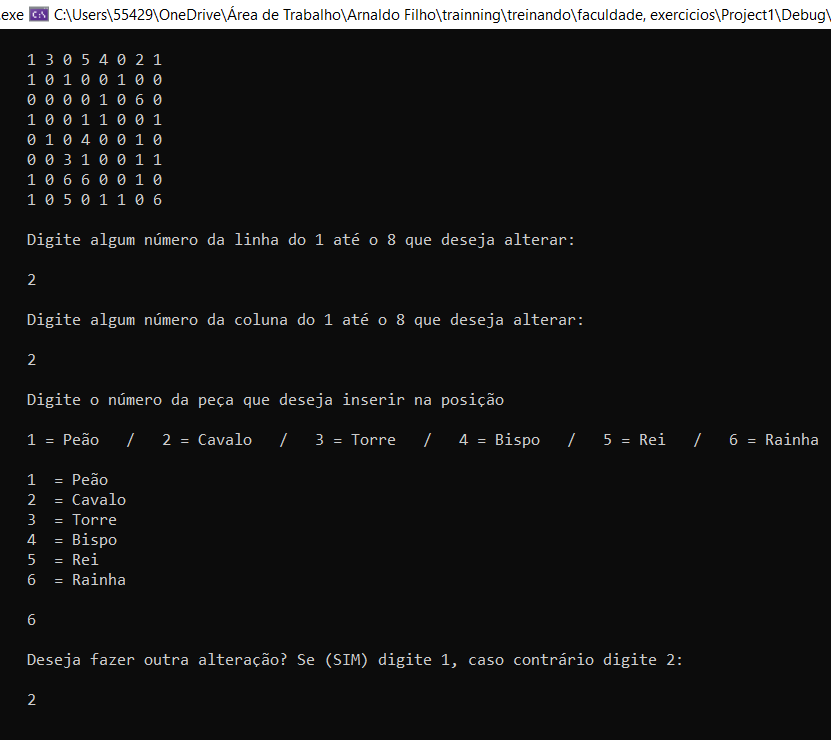 .exe C:\Users\55429\OneDrive\Área de Trabalho\Arnaldo Filho\trainning\treinando\faculdade, exercicios\Project1\Debug\
1 3 0 5 4 0 2 1
1 0 1 0 0 1 0 0
0 0 0 0 1 0 6 0
1 0 0 1 1 0 0 1
0 1 0 4 0 0 1 0
0 0 3 1 0 0 1 1
1 0 6 6 0 0 1 0
1 0 5 0 1 1 0 6
Digite algum número da linha do 1 até o 8 que deseja alterar:
2
Digite algum número da coluna do 1 até o 8 que deseja alterar:
2
Digite o número da peça que deseja inserir na posição
1 = Peão / 2 = Cavalo / 3 = Torre / 4 = Bispo / 5 = Rei / 6 = Rainha
1 = Peão
2 = Cavalo
3 = Torre
4 = Bispo
5 = Rei
6 = Rainha
6
Deseja fazer outra alteração? Se (SIM) digite 1, caso contrário digite 2:
2